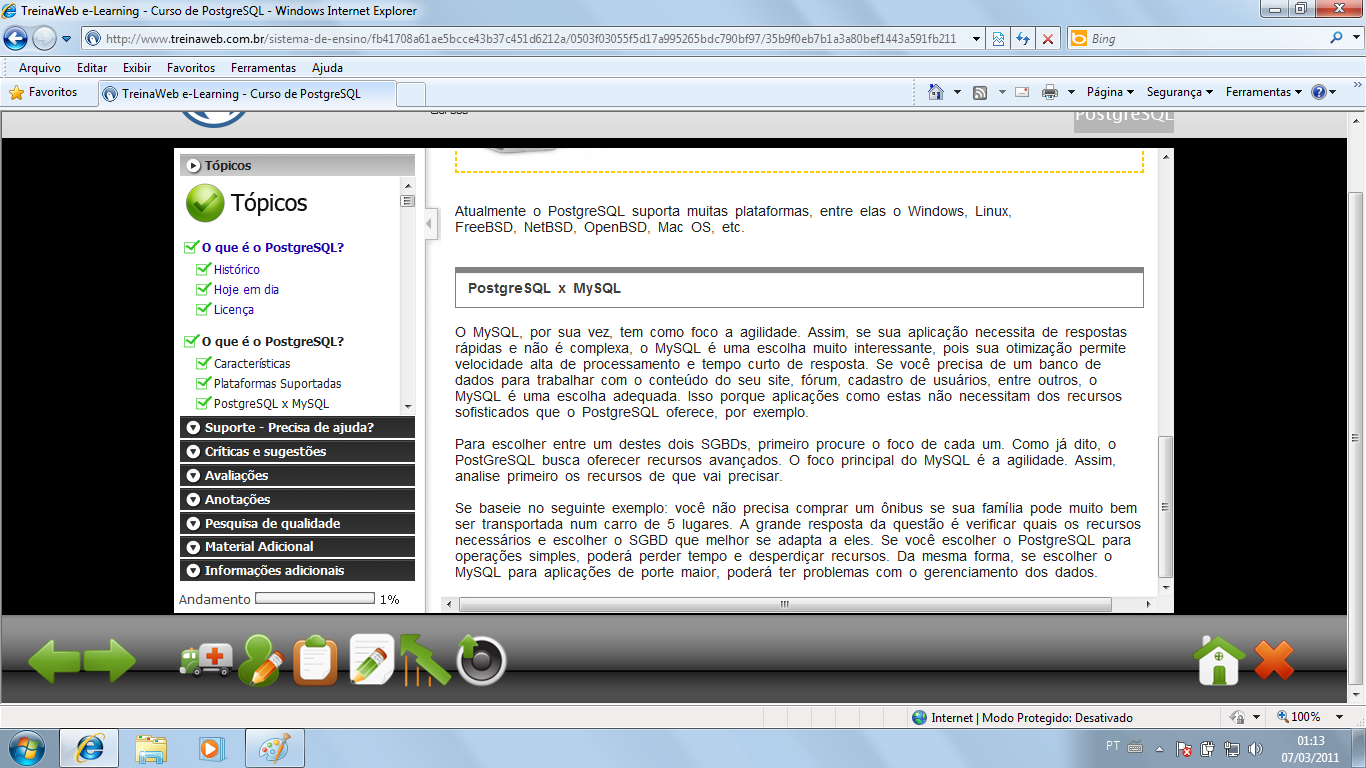 TreinaWeb e-Learning - Curso de PostgreSQL - Windows Internet Explorer
http://www.treinaweb.com.br/sistema-de-ensino/fb41708a61ae5bcce43b37c451d6212a/0503f03055f5d17a995265bcd790bf97/35b9f0eb7b1a3a80bef1443a591fb211
Bing
Arquivo Editar Exibir Favoritos Ferramentas Ajuda
Favoritos
TreinaWeb e-Learning - Curso de PostgreSQL
Página Segurança Ferramentas
PostgreSQL
Tópicos
Tópicos
O que é o PostgreSQL?
Histórico
Hoje em dia
Licença
O que é o PostgreSQL?
Características
Plataformas Suportadas
PostgreSQL x MySQL
Suporte - Precisa de ajuda?
Críticas e sugestões
Avaliações
Anotações
Pesquisa de qualidade
Material Adicional
Informações adicionais
Andamento 1%
Atualmente o PostgreSQL suporta muitas plataformas, entre elas o Windows, Linux,
FreeBSD, NetBSD, OpenBSD, Mac OS, etc.
PostgreSQL x MySQL
O MySQL, por sua vez, tem como foco a agilidade. Assim, se sua aplicação necessita de respostas
rápidas e não é complexa, o MySQL é uma escolha muito interessante, pois sua otimização permite
velocidade alta de processamento e tempo curto de resposta. Se você precisa de um banco de
dados para trabalhar com o conteúdo do seu site, fórum, cadastro de usuários, entre outros, o
MySQL é uma escolha adequada. Isso porque aplicações como estas não necessitam dos recursos
sofisticados que o PostgreSQL oferece, por exemplo.
Para escolher entre um destes dois SGBDs, primeiro procure o foco de cada um. Como já dito, o
PostGreSQL busca oferecer recursos avançados. O foco principal do MySQL é a agilidade. Assim,
analise primeiro os recursos de que vai precisar.
Se baseie no seguinte exemplo: você não precisa comprar um ônibus se sua família pode muito bem
ser transportada num carro de 5 lugares. A grande resposta da questão é verificar quais os recursos
necessários e escolher o SGBD que melhor se adapta a eles. Se você escolher o PostgreSQL para
operações simples, poderá perder tempo e desperdiçar recursos. Da mesma forma, se escolher o
MySQL para aplicações de porte maior, poderá ter problemas com o gerenciamento dos dados.
Internet | Modo Protegido: Desativado
100%
PT
01:13
07/03/2011